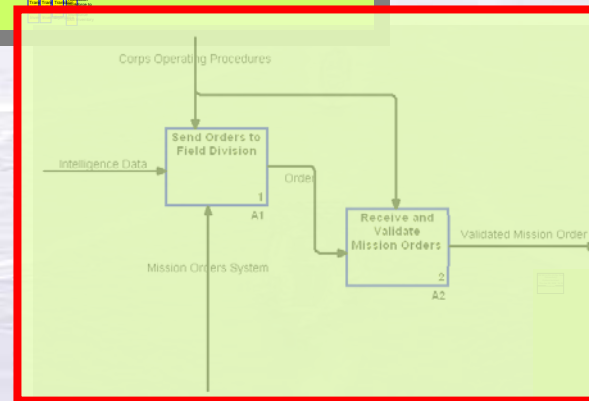 Corps Operating Procedures
Send Orders to
Field Division
1
A1
Intelligence Data
Order
Receive and
Validate
Mission Orders
2
A2
Validated Mission Order
Mission Orders System